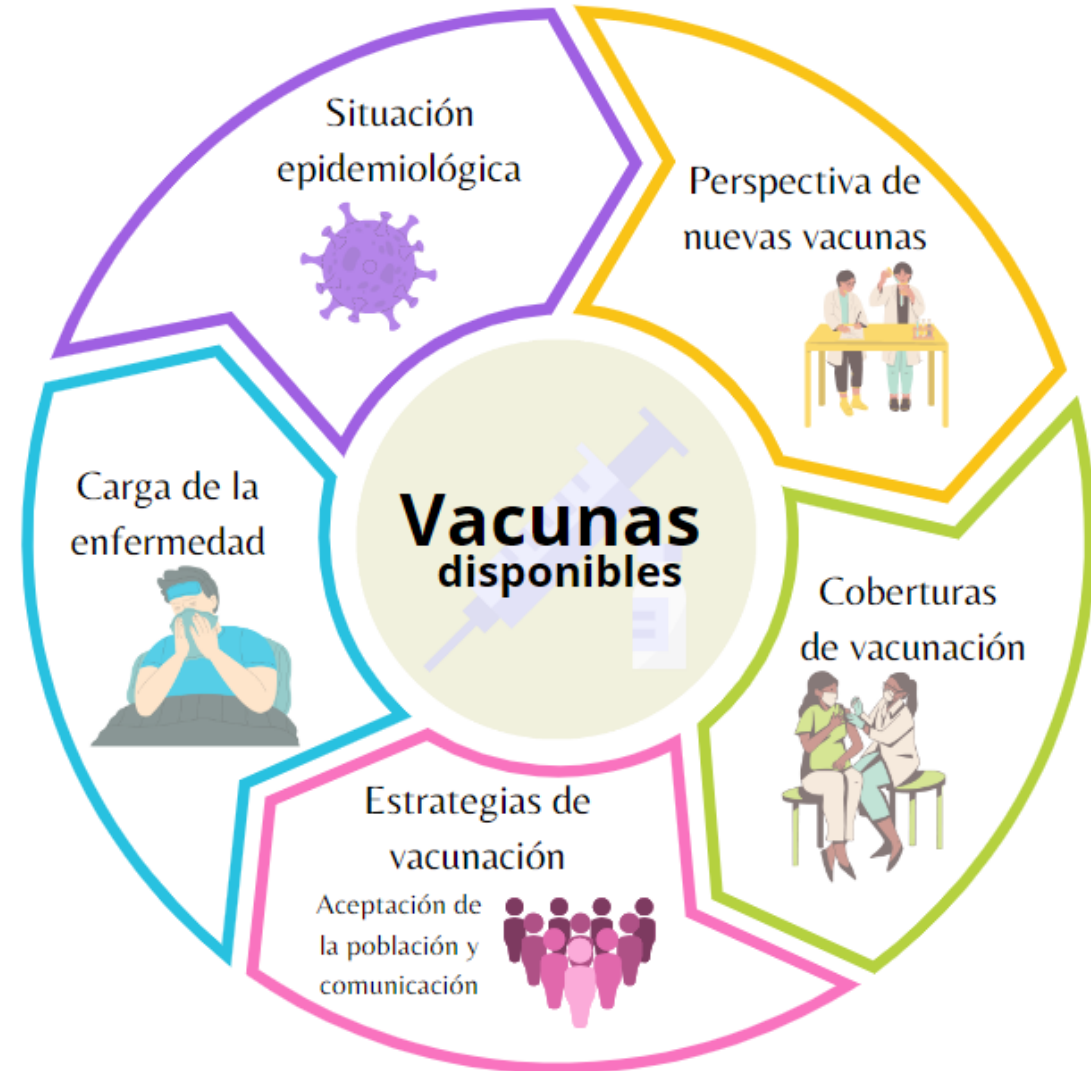 Situación
epidemiológica
Perspectiva de
nuevas vacunas
Carga de la
enfermedad
Vacunas
disponibles
Coberturas
de vacunación
Estrategias de
vacunación
Aceptación de
la población y
comunicación